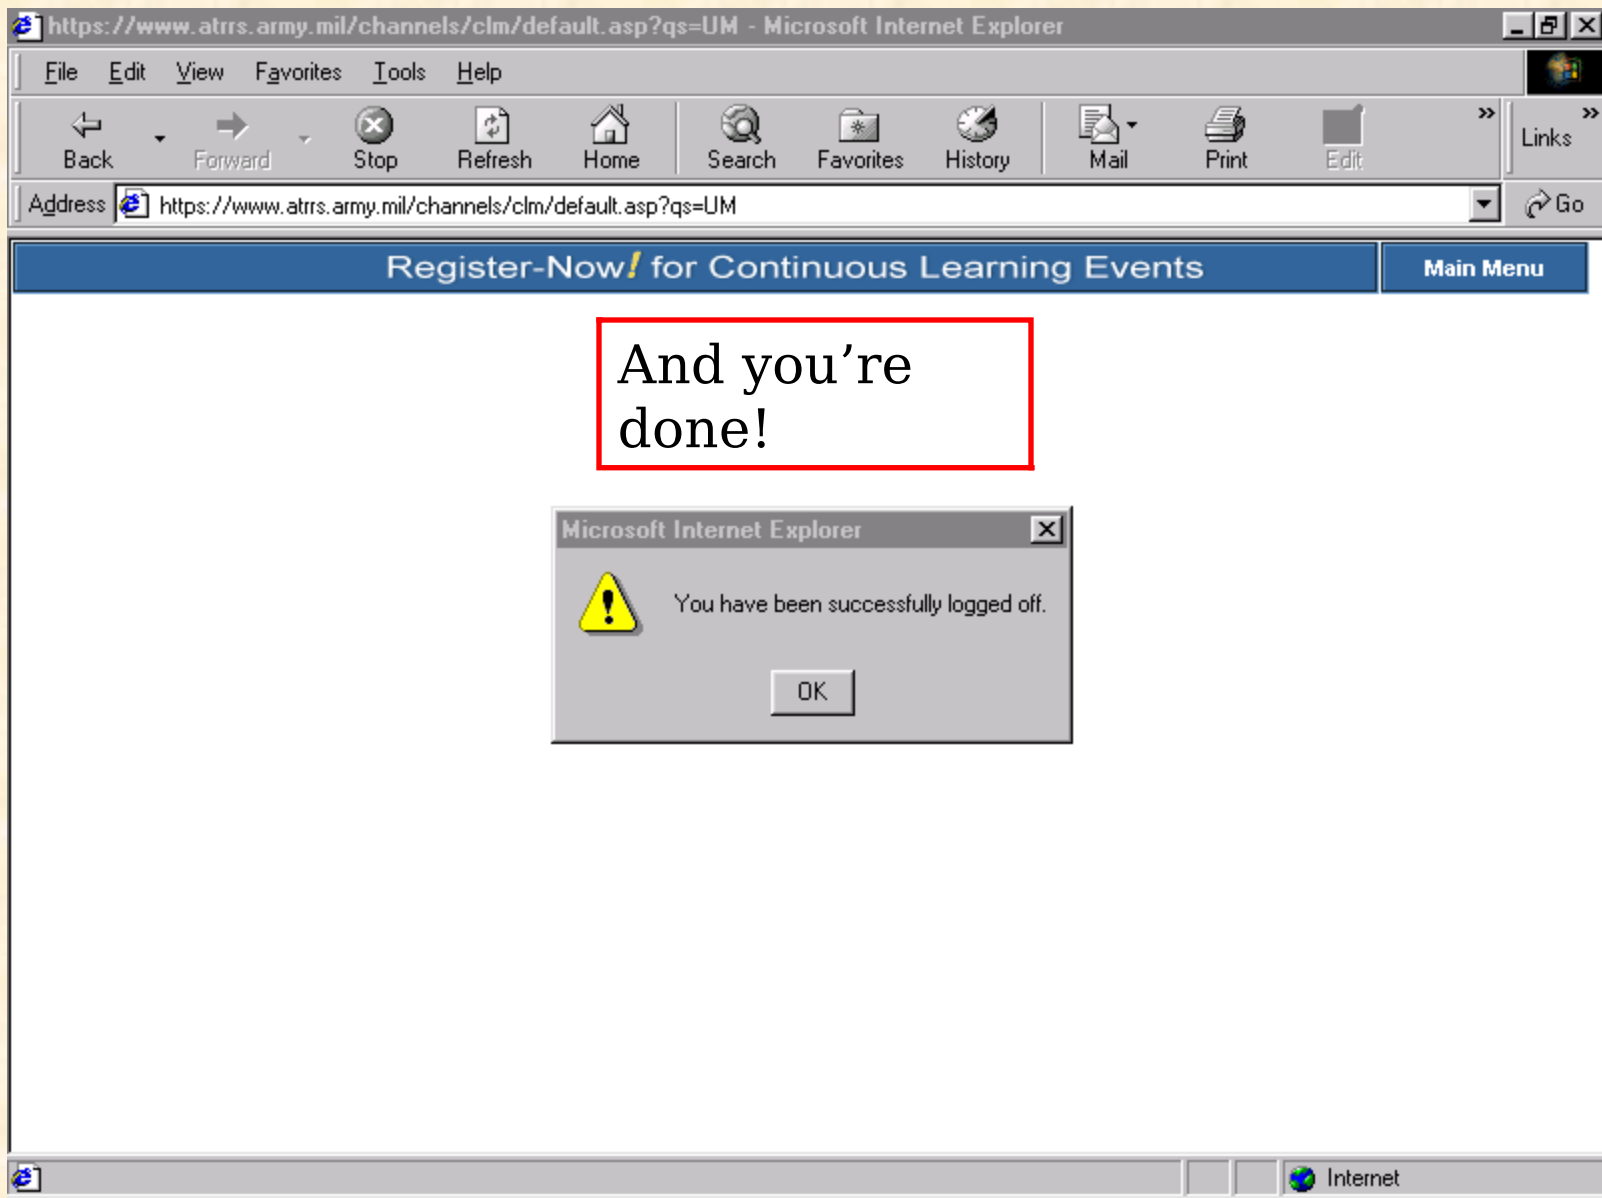 https://www.atrrs.army.mil/channels/clm/default.asp?qs=UM - Microsoft Internet Explorer
File Edit View Favorites Tools Help
Back Forward Stop Refresh Home Search Favorites History Mail Print Edit » Links »
Address https://www.atrrs.army.mil/channels/clm/default.asp?qs=UM Go
Register-Now! for Continuous Learning Events Main Menu
And you’re
done!
Microsoft Internet Explorer
You have been successfully logged off.
OK
Internet